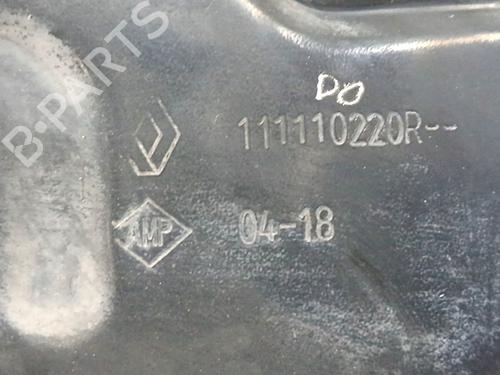 B-PARTS
DO
111110220R--
AMP 04-18